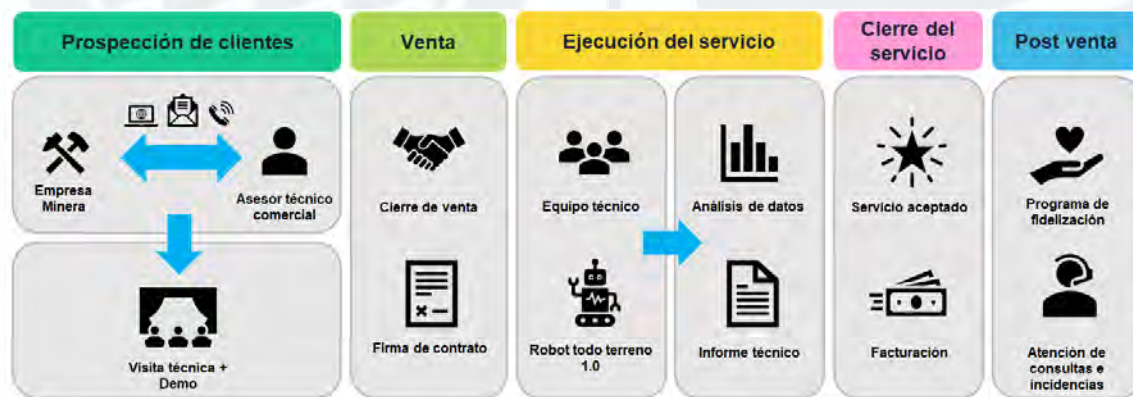 Prospección de clientes
Venta
Ejecución del servicio
Cierre del
servicio
Post venta
Empresa
Minera
Asesor técnico
comercial
Visita técnica +
Demo
Cierre de venta
Firma de contrato
Equipo técnico
Robot todo terreno
1.0
Análisis de datos
Informe técnico
Servicio aceptado
Facturación
Programa de
fidelización
Atención de
consultas e
incidencias